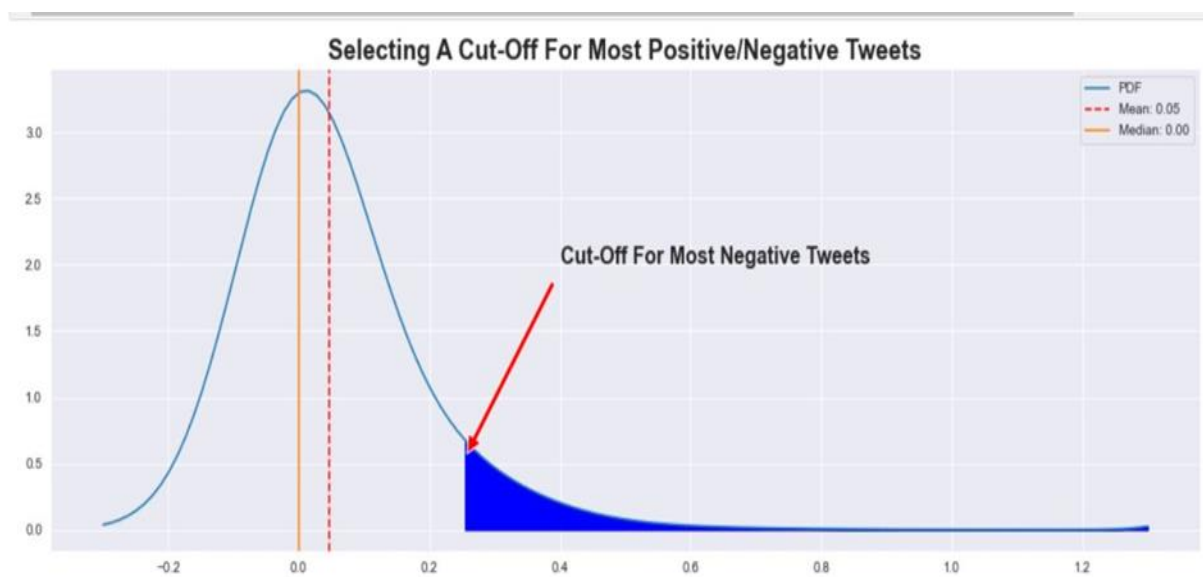 Selecting A Cut-Off For Most Positive/Negative Tweets
PDF
Mean: 0.05
Median: 0.00
Cut-Off For Most Negative Tweets
3.0
2.5
2.0
1.5
1.0
0.5
0.0
−0.2 0.0 0.2 0.4 0.6 0.8 1.0 1.2